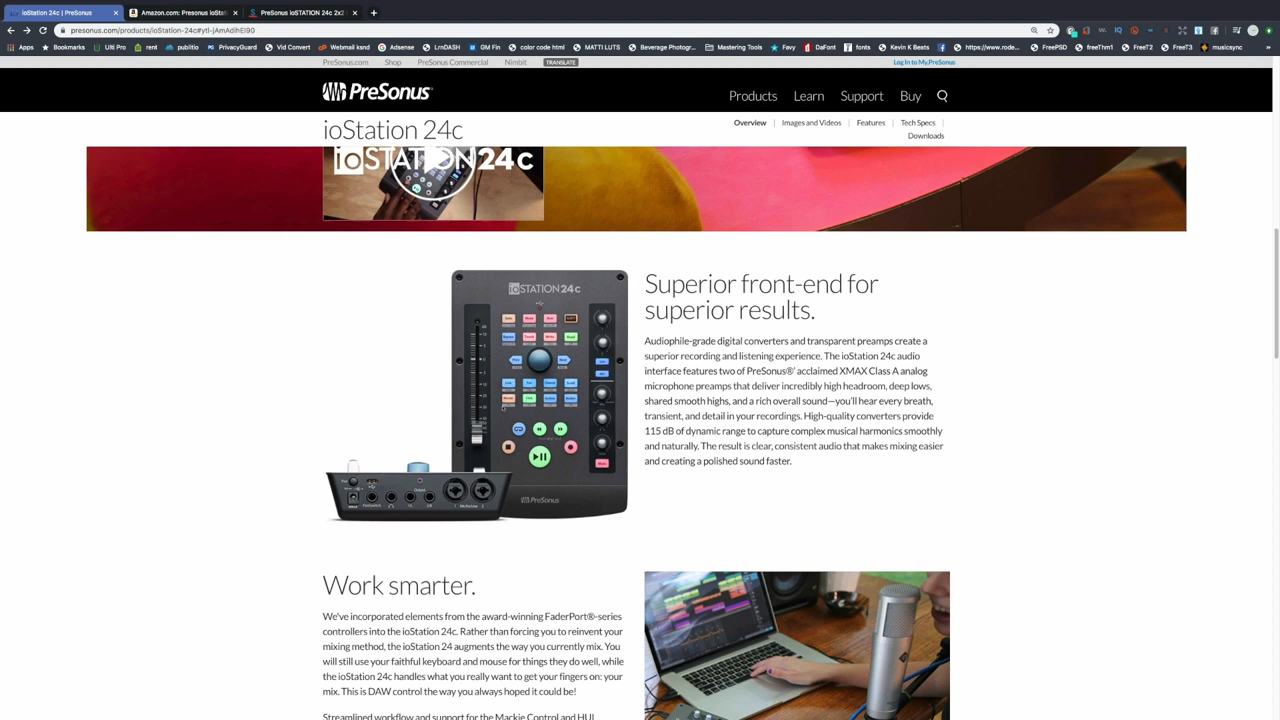 ioStation 24c | PreSonus
Amazon.com: Presonus ioStat
PreSonus ioSTATION 24C 2x2
presonus.com/products/ioStation-24c#ytl-jAmAdihEI90
Apps
Bookmarks
Ulti Pro
rent
publitio
PrivacyGuard
Vid Convert
Webmail ksnd
Adsense
LrnDASH
GM Fin
color code html
MATTI LUTS
Beverage Photogr...
Mastering Tools
Favy
DaFont
fonts
Kevin K Beats
https://www.rode...
FreePSD
freeThm1
FreeT2
FreeT3
musicsync
PreSonus.com
Shop
PreSonus Commercial
Nimbit
TRANSLATE
Log In to My.PreSonus
PreSonus
Products
Learn
Support
Buy
ioStation 24c
Overview | Images and Videos | Features | Tech Specs |
Downloads
ioSTATION24c
ioSTATION24c
PreSonus
Superior front-end for
superior results.
Audiophile-grade digital converters and transparent preamps create a
superior recording and listening experience. The ioStation 24c audio
interface features two of PreSonus®' acclaimed XMAX Class A analog
microphone preamps that deliver incredibly high headroom, deep lows,
shared smooth highs, and a rich overall sound—you'll hear every breath,
transient, and detail in your recordings. High-quality converters provide
115 dB of dynamic range to capture complex musical harmonics smoothly
and naturally. The result is clear, consistent audio that makes mixing easier
and creating a polished sound faster.
Work smarter.
We've incorporated elements from the award-winning FaderPort®-series
controllers into the ioStation 24c. Rather than forcing you to reinvent your
mixing method, the ioStation 24 augments the way you currently mix. You
will still use your faithful keyboard and mouse for things they do well, while
the ioStation 24c handles what you really want to get your fingers on: your
mix. This is DAW control the way you always hoped it could be!
Streamlined workflow and support for the Mackie Control and HUI